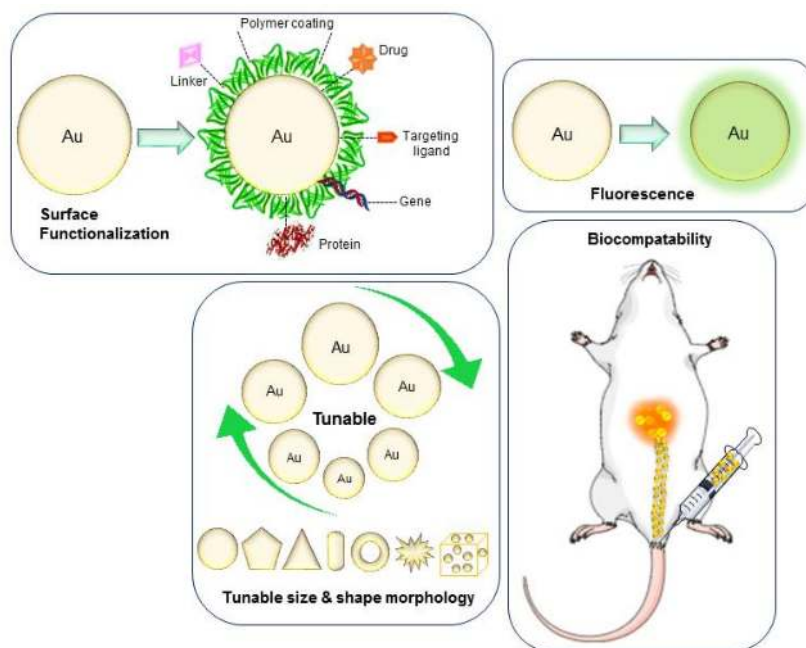 Polymer coating
Linker
Drug
Au
Au
Targeting
ligand
Gene
Protein
Surface
Functionalization
Au
Au
Fluorescence
Biocompatability
Au
Au
Au
Tunable
Au
Au
Au
Tunable size & shape morphology